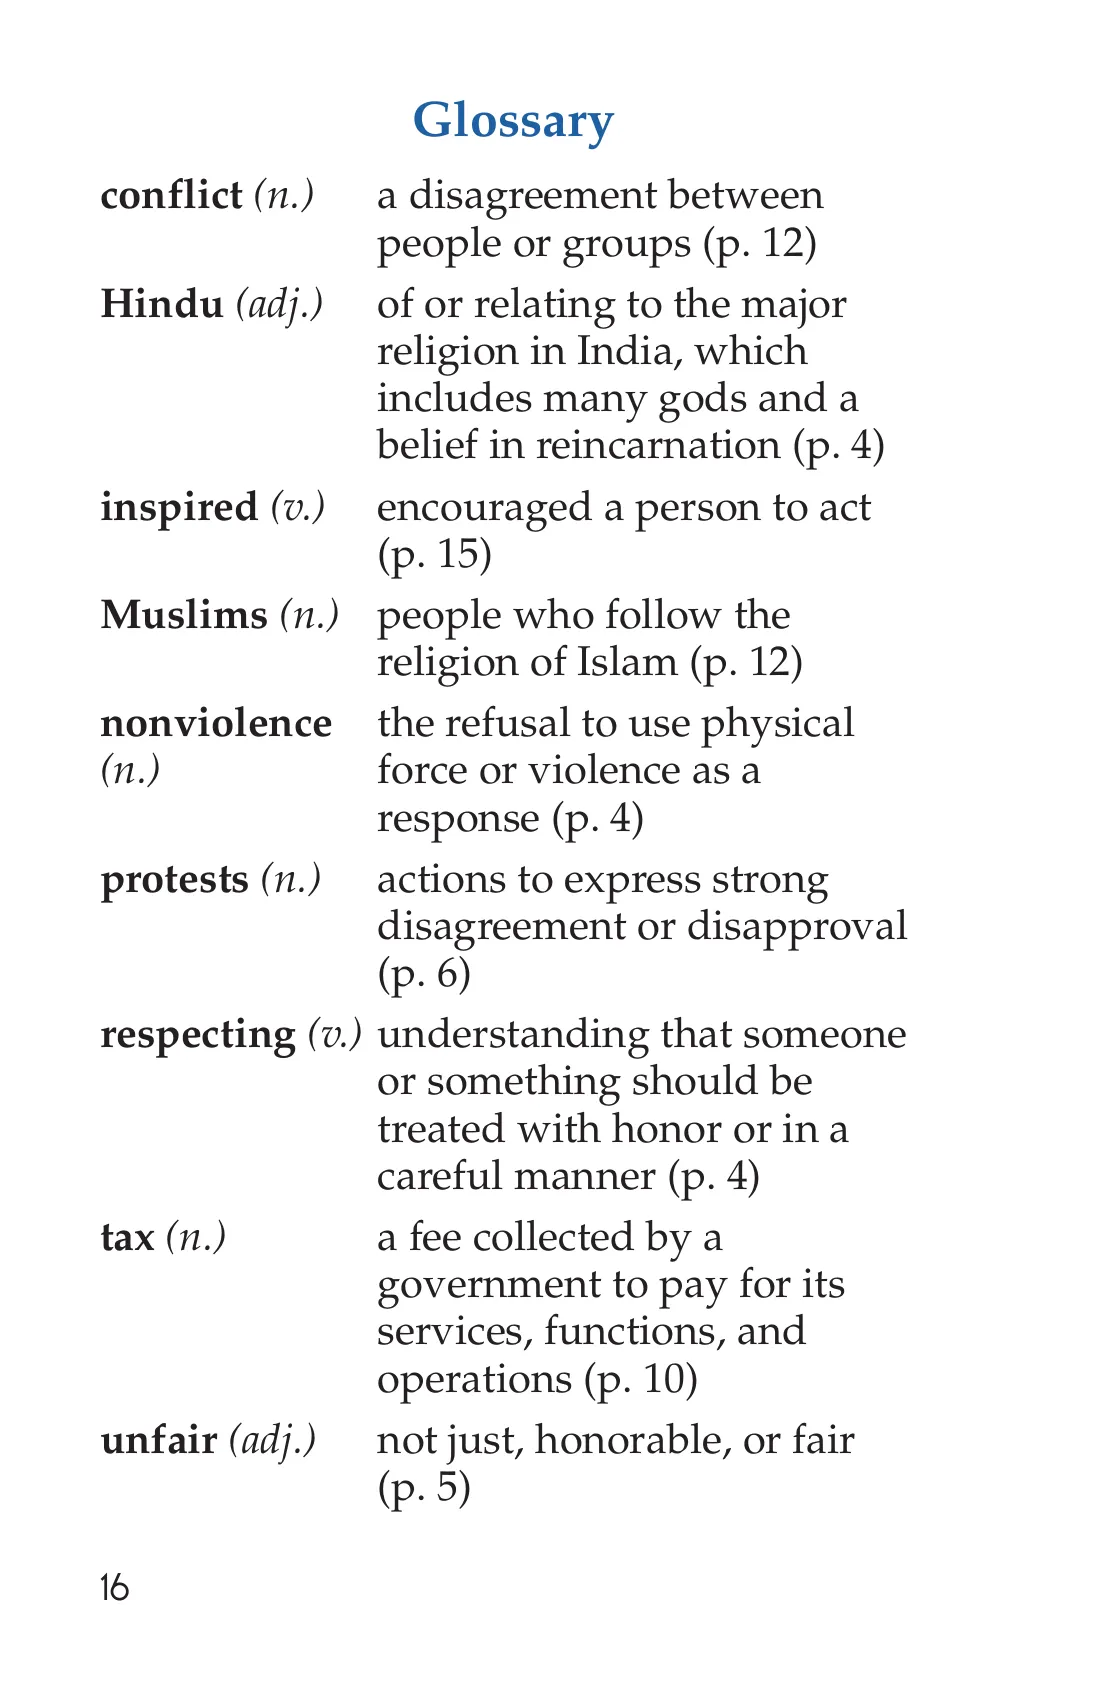 Glossary
conflict (n.) a disagreement between
people or groups (p. 12)
Hindu (adj.) of or relating to the major
religion in India, which
includes many gods and a
belief in reincarnation (p. 4)
inspired (v.) encouraged a person to act
(p. 15)
Muslims (n.) people who follow the
religion of Islam (p. 12)
nonviolence the refusal to use physical
(n.) force or violence as a
response (p. 4)
protests (n.) actions to express strong
disagreement or disapproval
(p. 6)
respecting (v.) understanding that someone
or something should be
treated with honor or in a
careful manner (p. 4)
tax (n.) a fee collected by a
government to pay for its
services, functions, and
operations (p. 10)
unfair (adj.) not just, honorable, or fair
(p. 5)
16